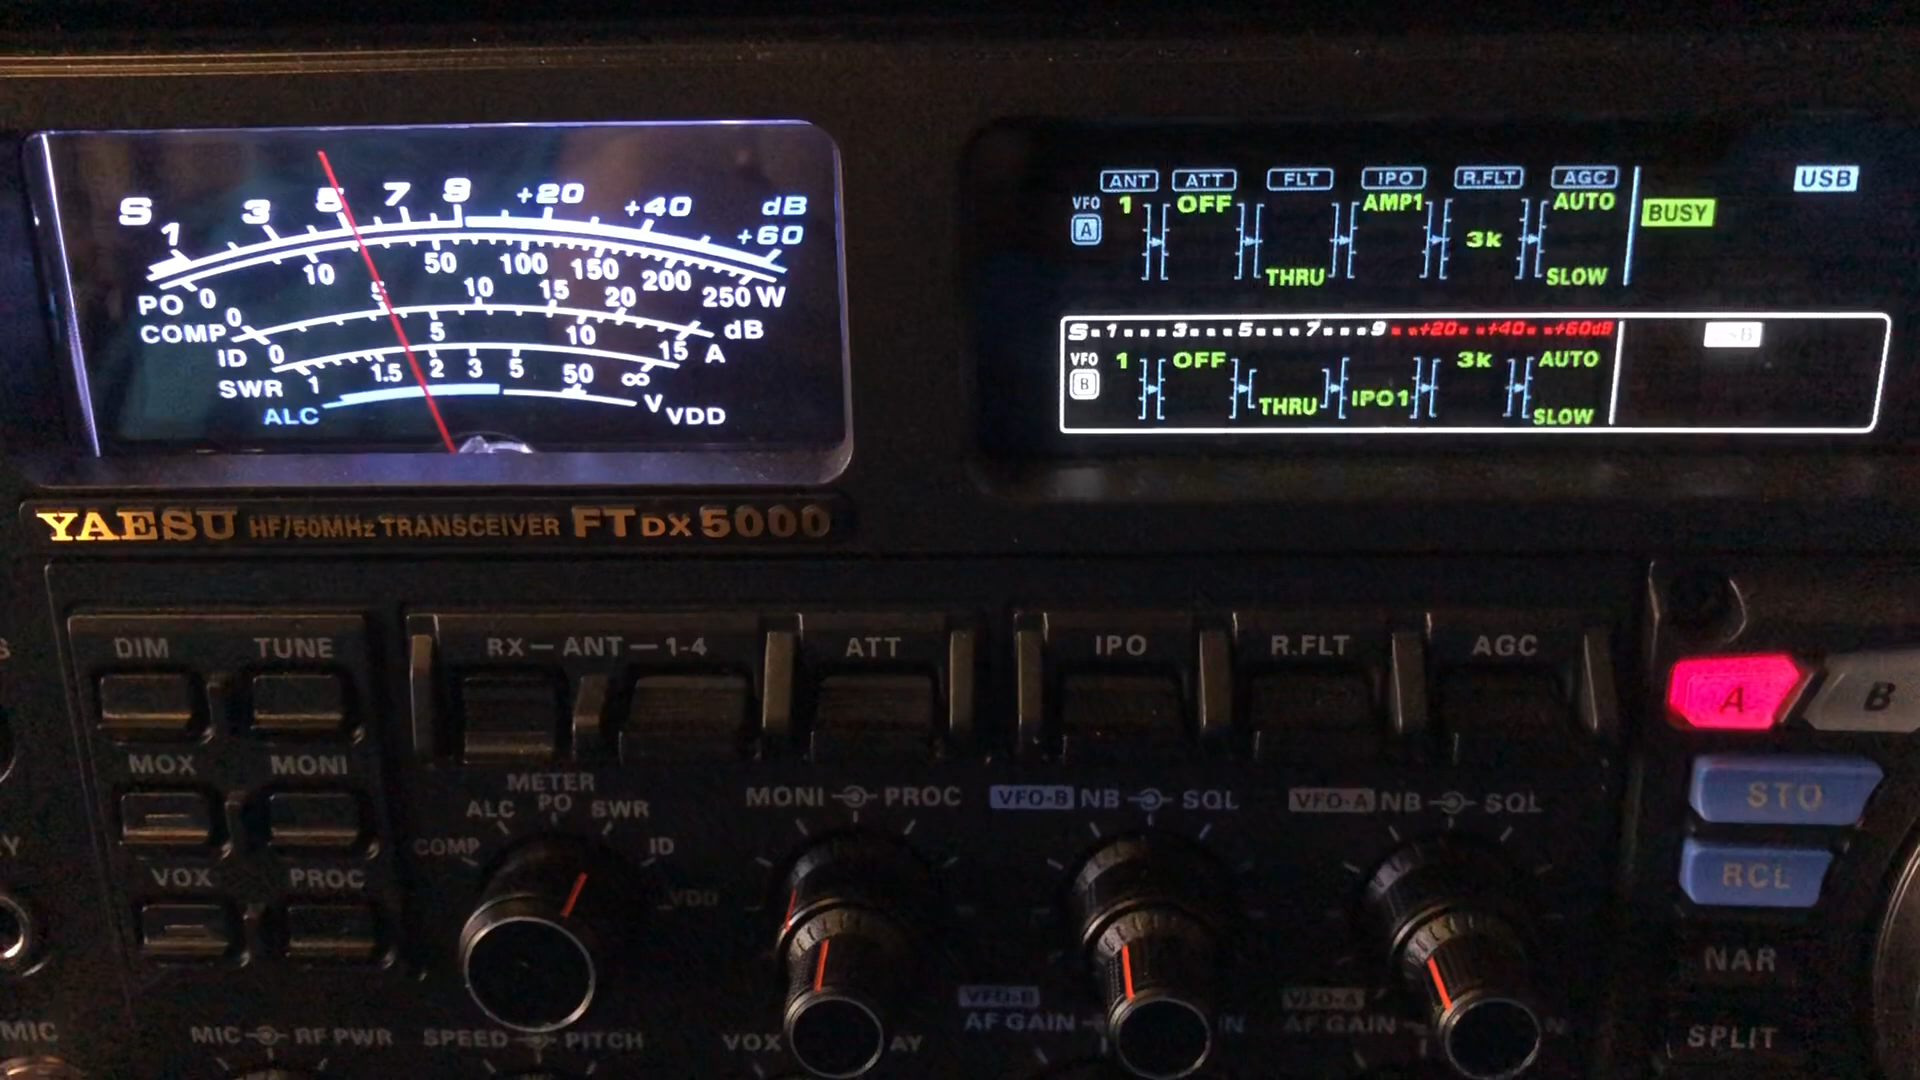 S 1 3 5 7 9 +20 +40 +60 dB
PO 0 10 50 100 150 200 250 W
COMP 0 5 10 15 20 dB
ID 0 5 10 15 A
SWR 1 1.5 2 3 5 50 ∞
ALC V VDD
YAESU HF/50MHz TRANSCEIVER FTDX 5000
ANT ATT FLT IPO R.FLT AGC USB
VFO 1 OFF AMP1 AUTO BUSY
A 3k
THRU SLOW
S 1 3 5 7 9 +20 +40 +60dB
VFO 1 OFF 3k AUTO
B THRU IPO1 SLOW
DIM TUNE RX-ANT-1-4 ATT IPO R.FLT AGC
A B
MOX MONI
METER
COMP ALC PO SWR ID VDD
MONI PROC VFO-B NB SQL VFO-A NB SQL STO
VOX PROC RCL
NAR
VFO-B VFO-A
AF GAIN AF GAIN
MIC MIC RF PWR SPEED PITCH VOX SPLIT